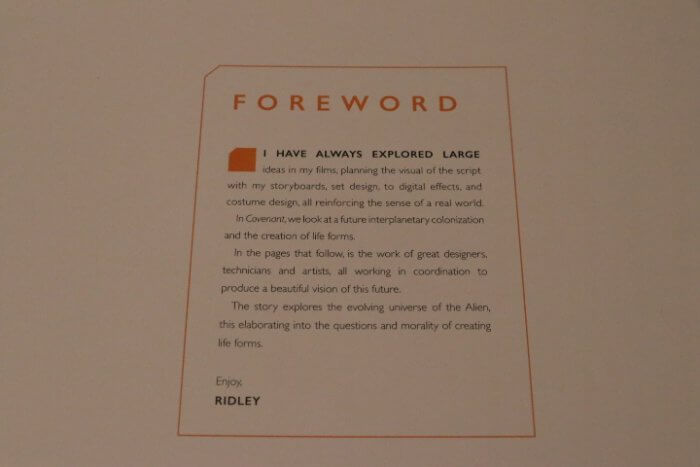 FOREWORD
I HAVE ALWAYS EXPLORED LARGE
ideas in my films, planning the visual of the script
with my storyboards, set design, to digital effects, and
costume design, all reinforcing the sense of a real world.
In Covenant, we look at a future interplanetary colonization
and the creation of life forms.
In the pages that follow, is the work of great designers,
technicians and artists, all working in coordination to
produce a beautiful vision of this future.
The story explores the evolving universe of the Alien,
this elaborating into the questions and morality of creating
life forms.
Enjoy,
RIDLEY